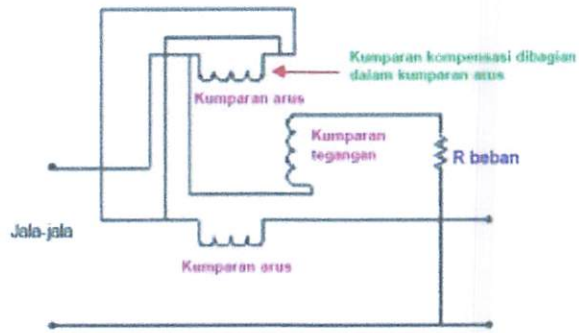 Kumparan kompensasi dibagian
dalam kumparan arus
Kumparan arus
Kumparan
tegangan
R beban
Jala-jala
Kumparan arus